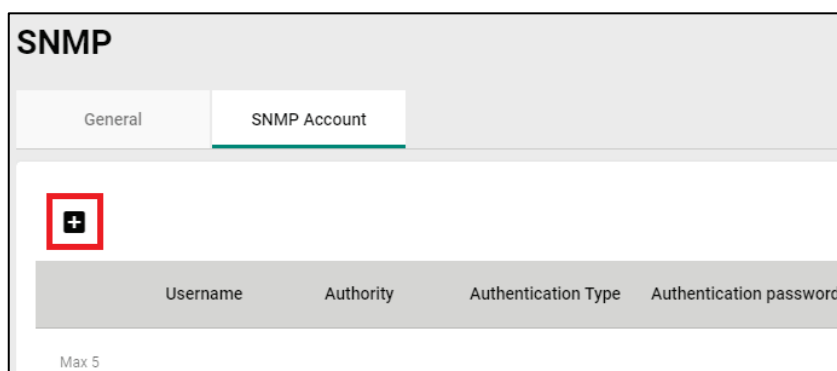 SNMP
General SNMP Account
Username Authority Authentication Type Authentication password
Max 5